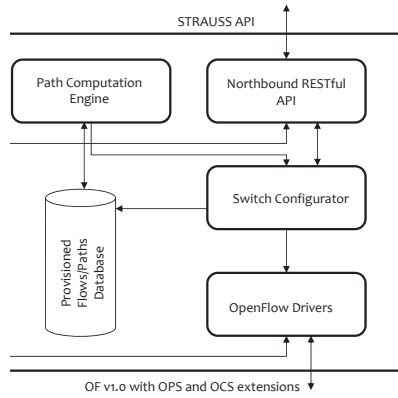 STRAUSS API
Path Computation
Engine
Northbound RESTful
API
Switch Configurator
Provisioned
Flows/Paths
Database
OpenFlow Drivers
OF v1.0 with OPS and OCS extensions